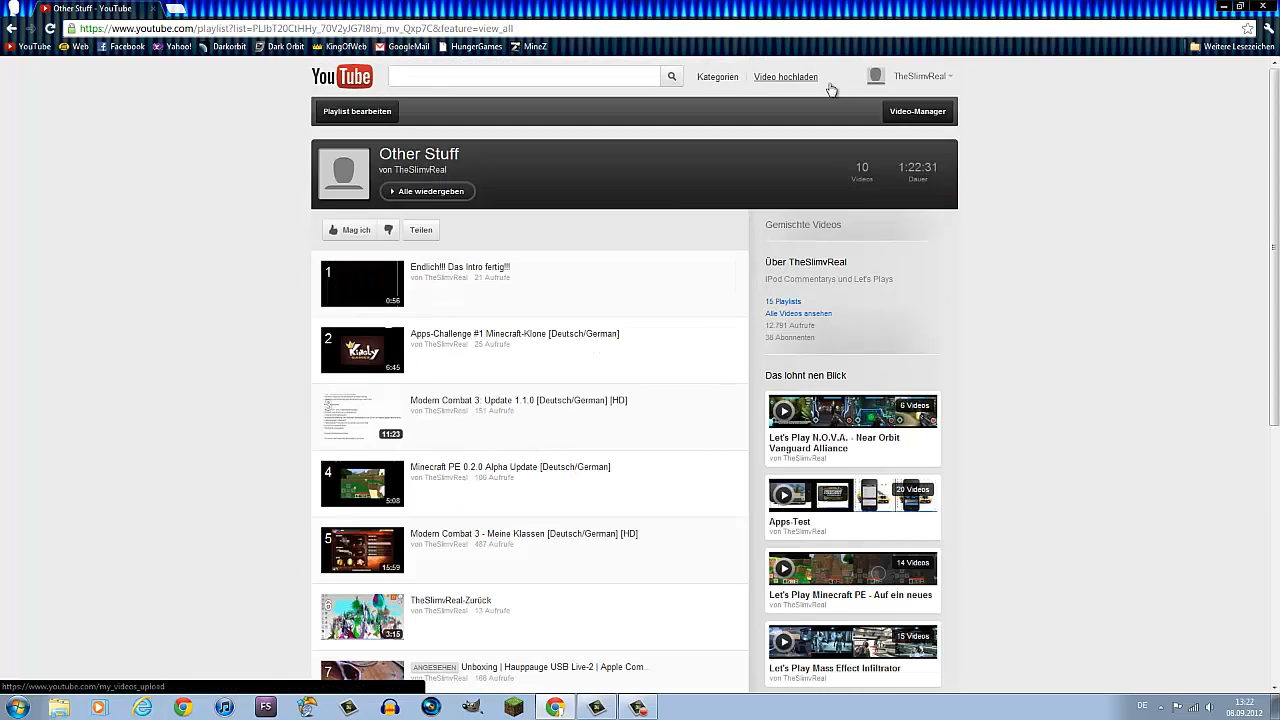 Other Stuff - YouTube
https://www.youtube.com/playlist?list=PLJbT20CtHHy_70V2yJG7I8mj_mv_Qxp7C&feature=view_all
YouTube Web Facebook Yahoo! Darkorbit Dark Orbit KingOfWeb GoogleMail HungerGames MineZ Weitere Lesezeichen
YouTube Kategorien Video hochladen TheSlimvReal
Playlist bearbeiten Video-Manager
Other Stuff
von TheSlimvReal
Alle wiedergeben
10 Videos
1:22:31 Dauer
Mag ich Teilen
1 0:56
Endlich!!! Das Intro fertig!!!
von TheSlimvReal 21 Aufrufe
2 KINGLY 6:45
Apps-Challenge #1 Minecraft-Klone [Deutsch/German]
von TheSlimvReal 25 Aufrufe
11:23
Modern Combat 3: Update 1.1.0 [Deutsch/German] [HD]
von TheSlimvReal 151 Aufrufe
4 5:08
Minecraft PE 0.2.0 Alpha Update [Deutsch/German]
von TheSlimvReal 106 Aufrufe
5 15:59
Modern Combat 3 - Meine Klassen [Deutsch/German] [HD]
von TheSlimvReal 487 Aufrufe
6 3:15
TheSlimvReal-Zurück
von TheSlimvReal 13 Aufrufe
7
ANGESEHEN Unboxing | Hauppauge USB Live-2 | Apple Com...
von TheSlimvReal 166 Aufrufe
Gemischte Videos
Über TheSlimvReal
IPod Commentarys und Let's Plays
15 Playlists
Alle Videos ansehen
12.791 Aufrufe
38 Abonnenten
Das lohnt nen Blick
6 Videos
Let's Play N.O.V.A. - Near Orbit
Vanguard Alliance
von TheSlimvReal
20 Videos
Apps-Test
von TheSlimvReal
14 Videos
Let's Play Minecraft PE - Auf ein neues
von TheSlimvReal
15 Videos
Let's Play Mass Effect Infiltrator
von TheSlimvReal
https://www.youtube.com/my_videos_upload
FS DE 13:22
08.09.2012